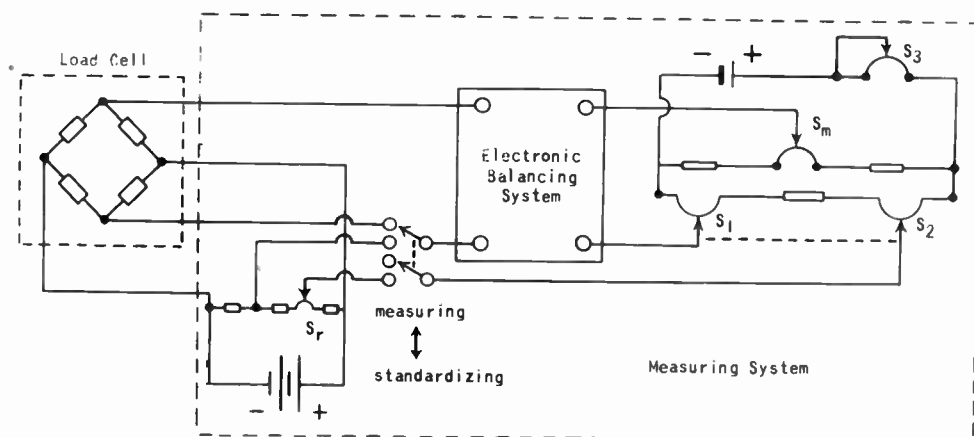 Load Cell
- +
S3
Sm
Electronic
Balancing
System
S1
S2
Sr
measuring
standardizing
- +
Measuring System